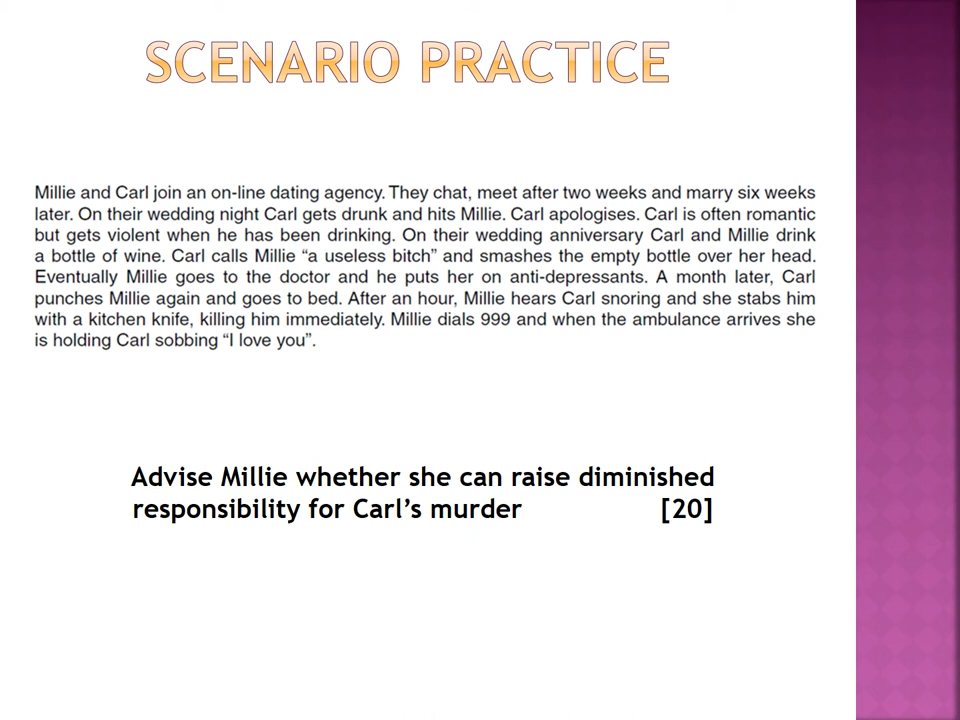 SCENARIO PRACTICE
Millie and Carl join an on-line dating agency. They chat, meet after two weeks and marry six weeks
later. On their wedding night Carl gets drunk and hits Millie. Carl apologises. Carl is often romantic
but gets violent when he has been drinking. On their wedding anniversary Carl and Millie drink
a bottle of wine. Carl calls Millie “a useless bitch” and smashes the empty bottle over her head.
Eventually Millie goes to the doctor and he puts her on anti-depressants. A month later, Carl
punches Millie again and goes to bed. After an hour, Millie hears Carl snoring and she stabs him
with a kitchen knife, killing him immediately. Millie dials 999 and when the ambulance arrives she
is holding Carl sobbing “I love you”.
Advise Millie whether she can raise diminished
responsibility for Carl’s murder [20]